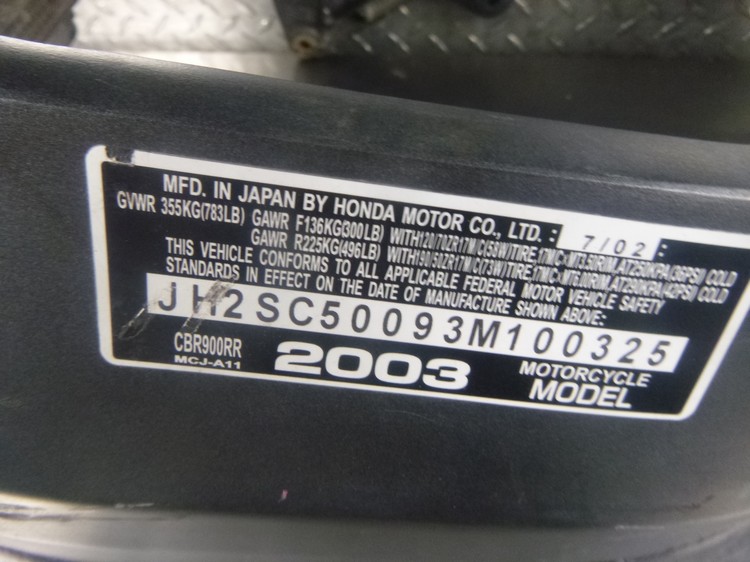 MFD. IN JAPAN BY HONDA MOTOR CO., LTD. : 7/02 :
GVWR 355KG(783LB) GAWR F136KG(300LB) WITH120/70ZR17M/C(58W)TIRE,17M/C×MT3.50RIM,AT250KPA(36PSI) COLD
GAWR R225KG(496LB) WITH190/50ZR17M/C(73W)TIRE,17M/C×MT6.00RIM,AT290KPA(42PSI) COLD
THIS VEHICLE CONFORMS TO ALL APPLICABLE FEDERAL MOTOR VEHICLE SAFETY
STANDARDS IN EFFECT ON THE DATE OF MANUFACTURE SHOWN ABOVE:
JH2SC50093M100325
CBR900RR 2003 MOTORCYCLE
MCJ-A11 MODEL